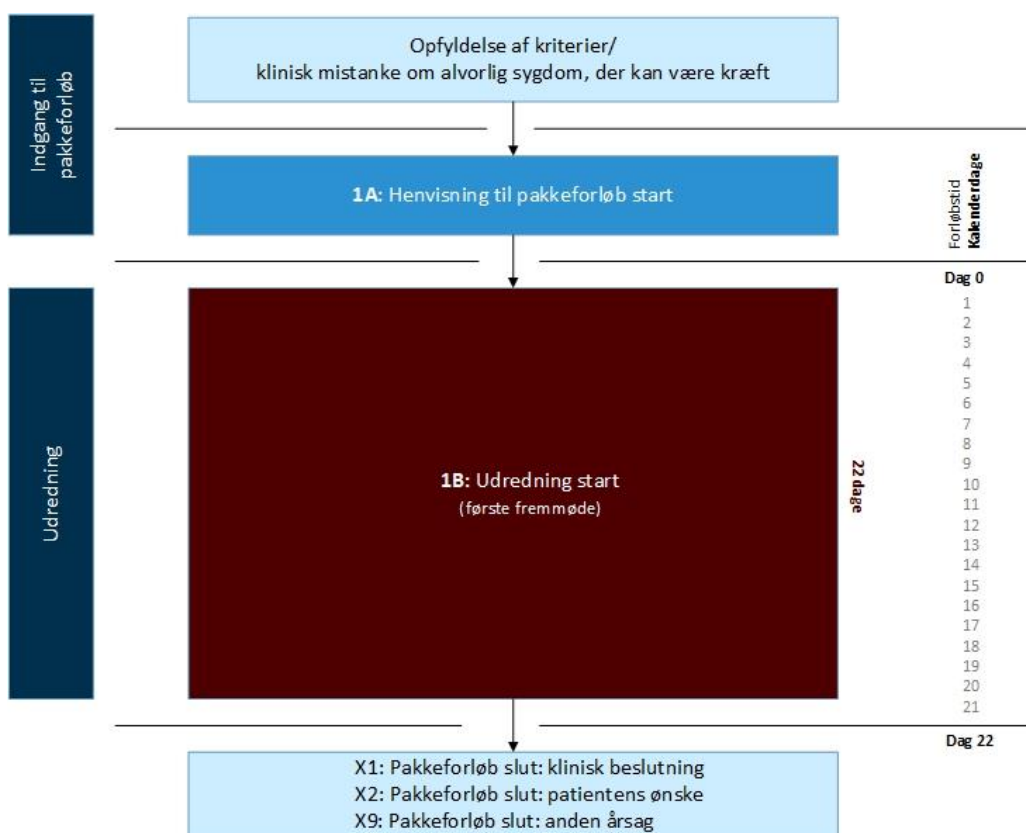 Indgang til
pakkeforløb
Opfyldelse af kriterier/
klinisk mistanke om alvorlig sygdom, der kan være kræft
1A: Henvisning til pakkeforløb start
Forløbstid
Kalenderdage
Dag 0
Udredning
1B: Udredning start
(første fremmøde)
22 dage
1
2
3
4
5
6
7
8
9
10
11
12
13
14
15
16
17
18
19
20
21
Dag 22
X1: Pakkeforløb slut: klinisk beslutning
X2: Pakkeforløb slut: patientens ønske
X9: Pakkeforløb slut: anden årsag